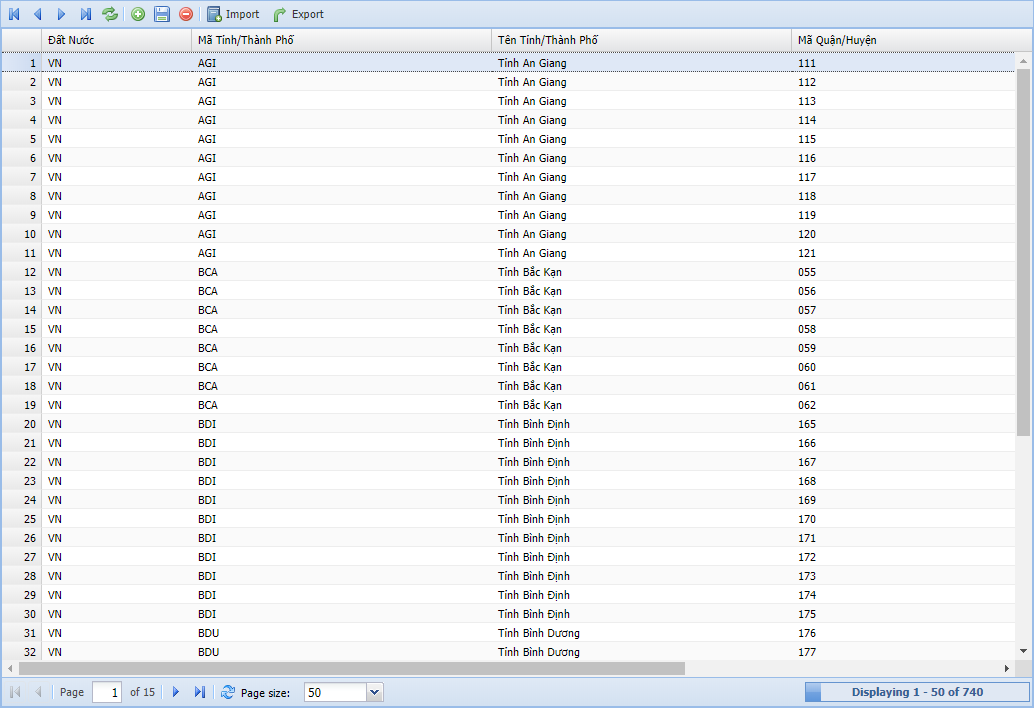 Import Export
Đất Nước Mã Tỉnh/Thành Phố Tên Tỉnh/Thành Phố Mã Quận/Huyện
1 VN AGI Tỉnh An Giang 111
2 VN AGI Tỉnh An Giang 112
3 VN AGI Tỉnh An Giang 113
4 VN AGI Tỉnh An Giang 114
5 VN AGI Tỉnh An Giang 115
6 VN AGI Tỉnh An Giang 116
7 VN AGI Tỉnh An Giang 117
8 VN AGI Tỉnh An Giang 118
9 VN AGI Tỉnh An Giang 119
10 VN AGI Tỉnh An Giang 120
11 VN AGI Tỉnh An Giang 121
12 VN BCA Tỉnh Bắc Kạn 055
13 VN BCA Tỉnh Bắc Kạn 056
14 VN BCA Tỉnh Bắc Kạn 057
15 VN BCA Tỉnh Bắc Kạn 058
16 VN BCA Tỉnh Bắc Kạn 059
17 VN BCA Tỉnh Bắc Kạn 060
18 VN BCA Tỉnh Bắc Kạn 061
19 VN BCA Tỉnh Bắc Kạn 062
20 VN BDI Tỉnh Bình Định 165
21 VN BDI Tỉnh Bình Định 166
22 VN BDI Tỉnh Bình Định 167
23 VN BDI Tỉnh Bình Định 168
24 VN BDI Tỉnh Bình Định 169
25 VN BDI Tỉnh Bình Định 170
26 VN BDI Tỉnh Bình Định 171
27 VN BDI Tỉnh Bình Định 172
28 VN BDI Tỉnh Bình Định 173
29 VN BDI Tỉnh Bình Định 174
30 VN BDI Tỉnh Bình Định 175
31 VN BDU Tỉnh Bình Dương 176
32 VN BDU Tỉnh Bình Dương 177
Page 1 of 15 Page size: 50 Displaying 1 - 50 of 740